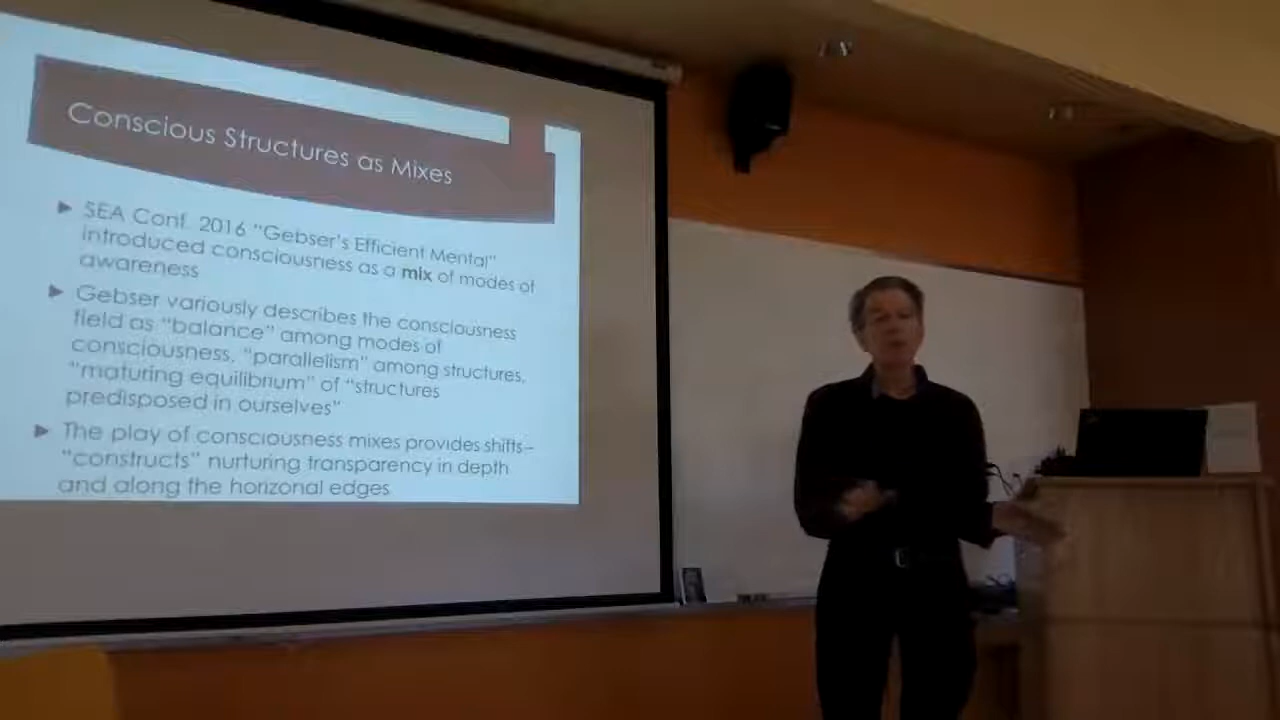 Conscious Structures as Mixes
SEA Conf. 2016 "Gebser's Efficient Mental"
introduced consciousness as a mix of modes of
awareness
Gebser variously describes the consciousness
field as "balance" among modes of
consciousness, "parallelism" among structures,
"maturing equilibrium" of "structures
predisposed in ourselves"
The play of consciousness mixes provides shifts–
"constructs" nurturing transparency in depth
and along the horizonal edges